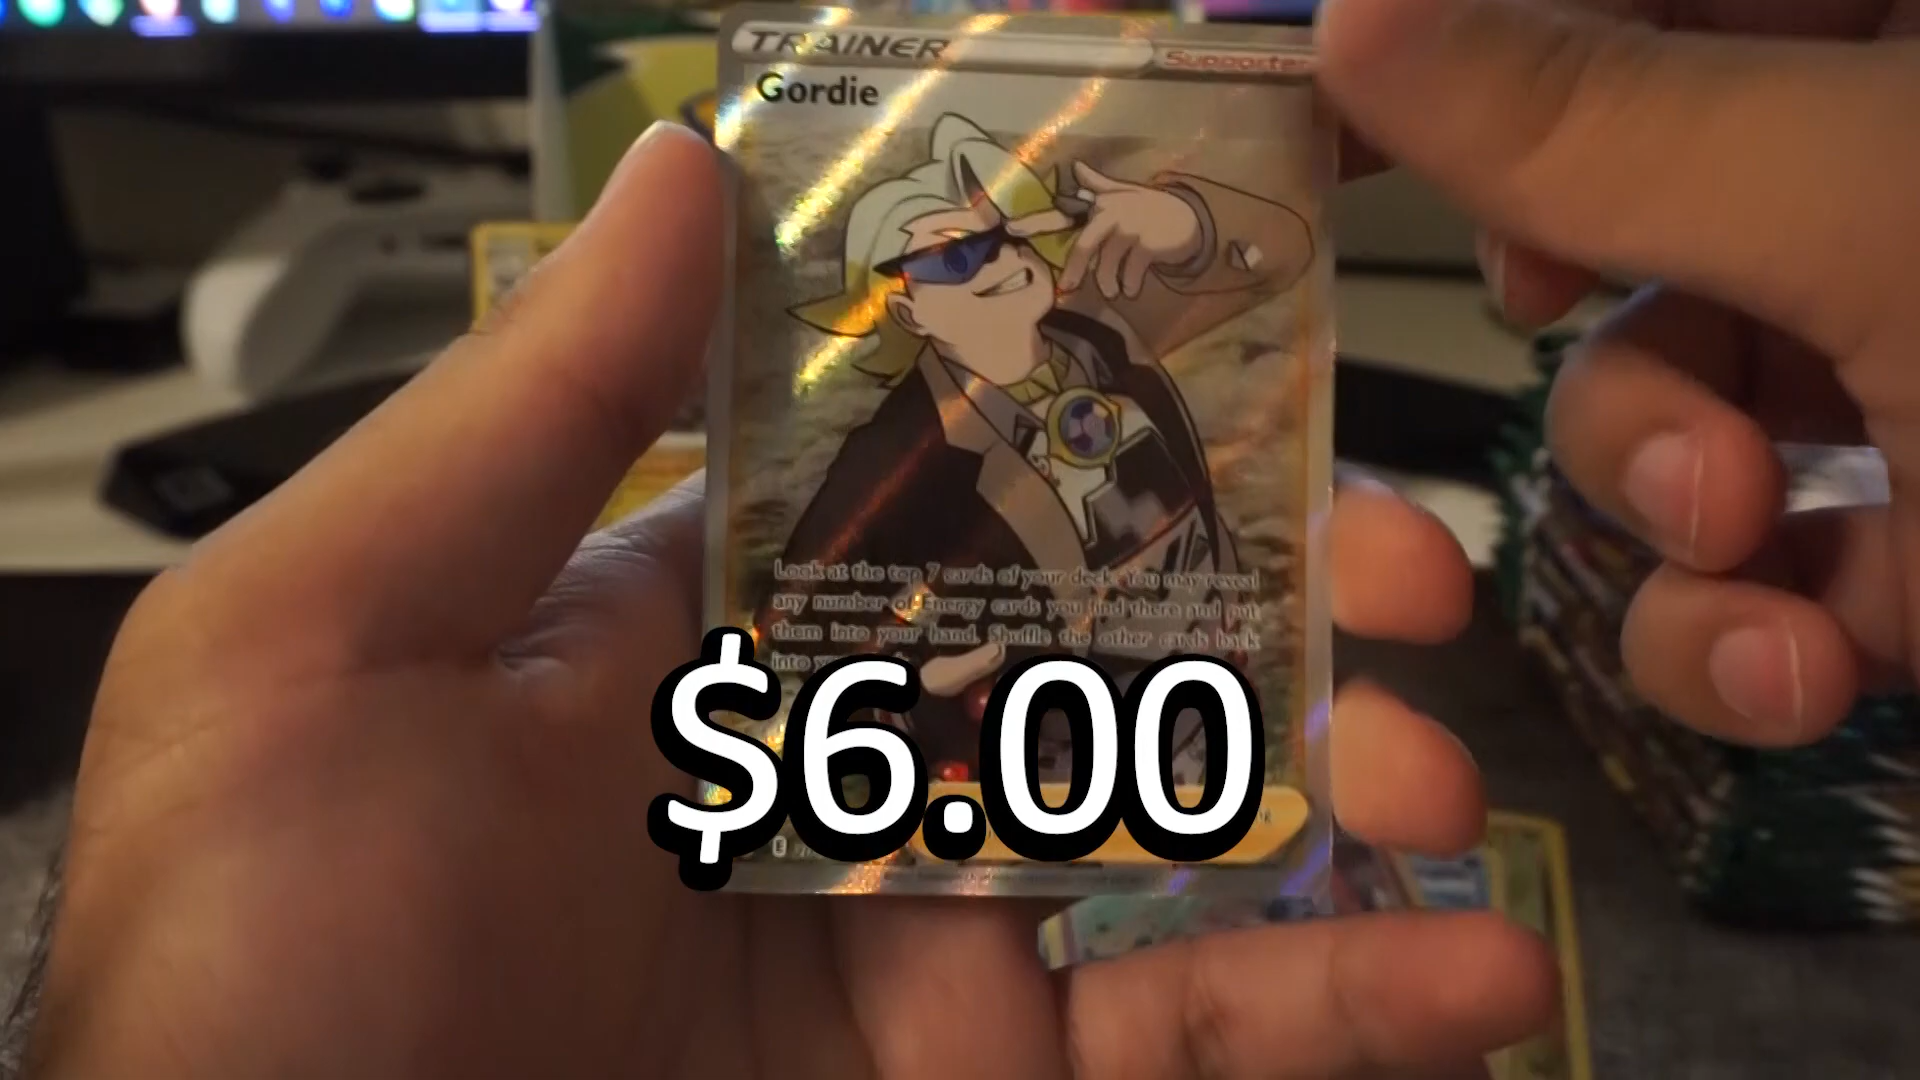 TRAINER
Supporter
Gordie
Look at the top 7 cards of your deck. You may reveal
any number of Energy cards you find there and put
them into your hand. Shuffle the other cards back
into
$6.00
E